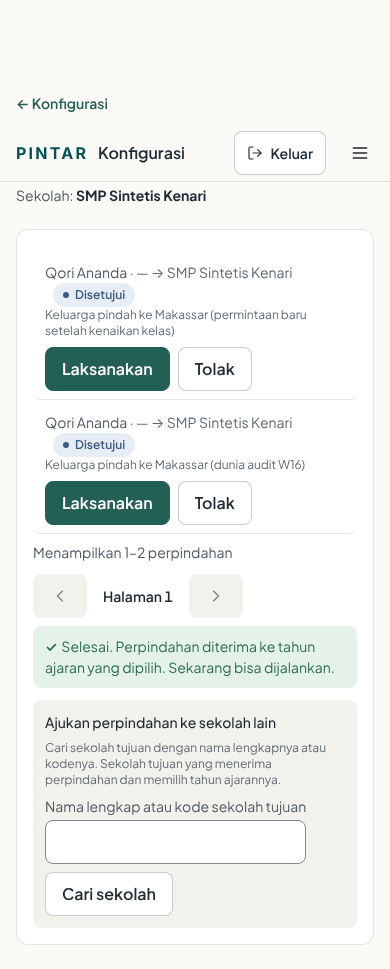 ← Konfigurasi
PINTAR Konfigurasi Keluar
Sekolah: SMP Sintetis Kenari
Qori Ananda · — → SMP Sintetis Kenari
Disetujui
Keluarga pindah ke Makassar (permintaan baru
setelah kenaikan kelas)
Laksanakan Tolak
Qori Ananda · — → SMP Sintetis Kenari
Disetujui
Keluarga pindah ke Makassar (dunia audit W16)
Laksanakan Tolak
Menampilkan 1–2 perpindahan
Halaman 1
✓ Selesai. Perpindahan diterima ke tahun
ajaran yang dipilih. Sekarang bisa dijalankan.
Ajukan perpindahan ke sekolah lain
Cari sekolah tujuan dengan nama lengkapnya atau
kodenya. Sekolah tujuan yang menerima
perpindahan dan memilih tahun ajarannya.
Nama lengkap atau kode sekolah tujuan
Cari sekolah